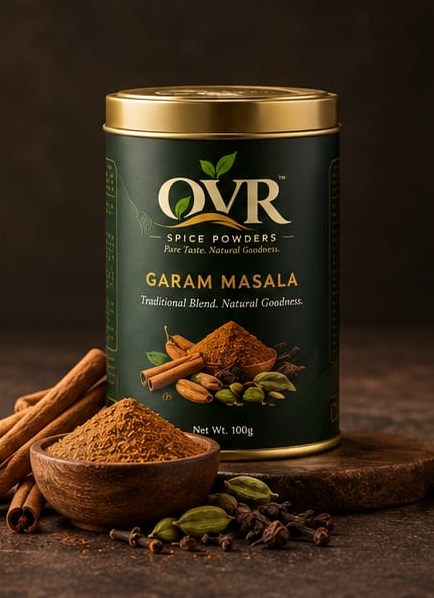 OVR™
SPICE POWDERS
Pure Taste. Natural Goodness.
GARAM MASALA
Traditional Blend. Natural Goodness.
Net Wt. 100g